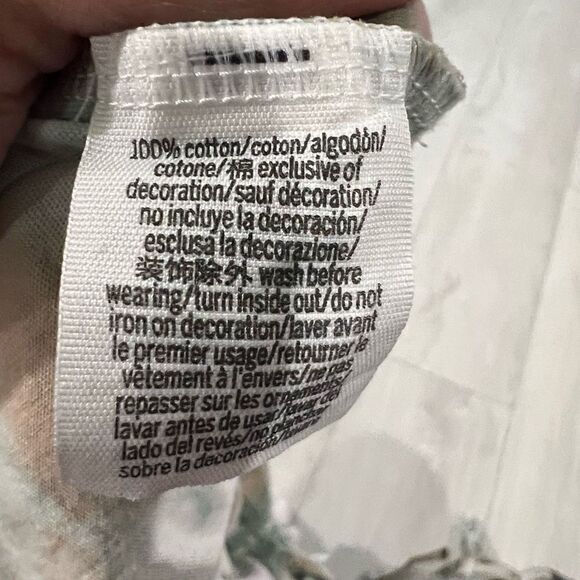 100% cotton/coton/algodón/
cotone/棉 exclusive of
decoration/sauf décoration/
no incluye la decoración/
esclusa la decorazione/
装饰除外 wash before
wearing/turn inside out/do not
iron on decoration/laver avant
le premier usage/retourner le
vêtement à l'envers/ne pas
repasser sur les ornements/
lavar antes de usar/lavar del
lado del revés/no planchar
sobre la decoración/lavare